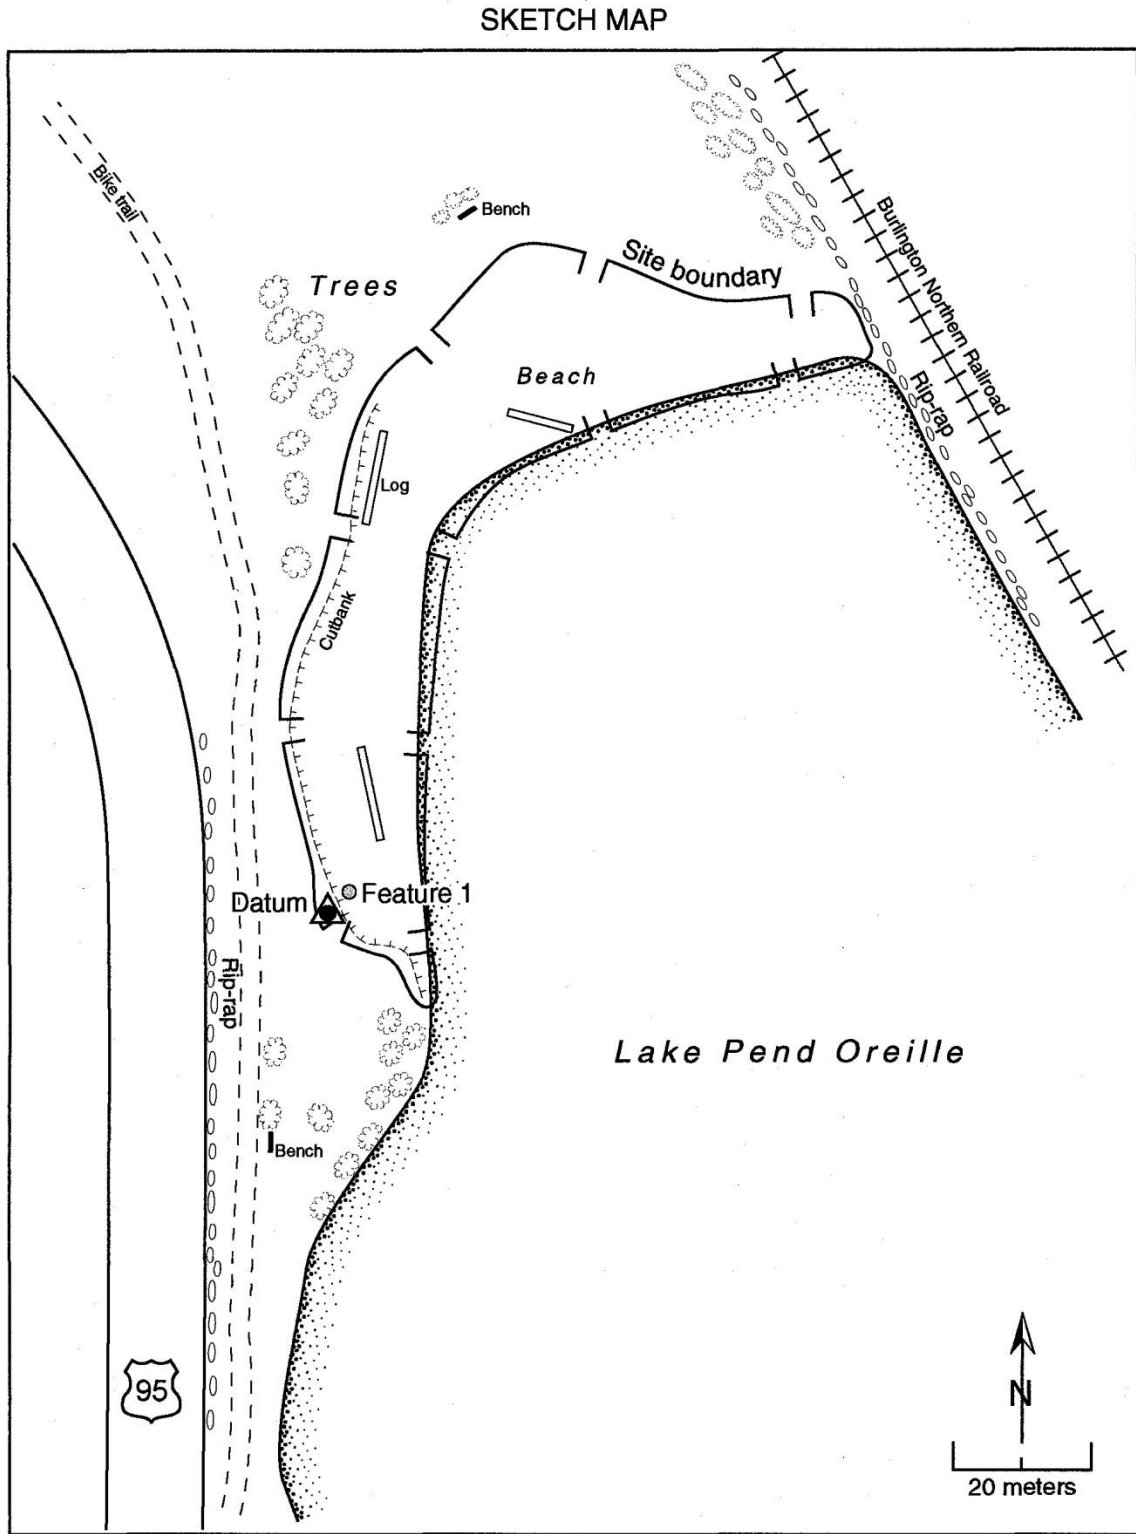 SKETCH MAP
Bike trail
Bench
Trees
Site boundary
Burlington Northern Railroad
Beach
Rip-rap
Log
Cutbank
Datum
Feature 1
Rip-rap
Lake Pend Oreille
Bench
95
N
20 meters